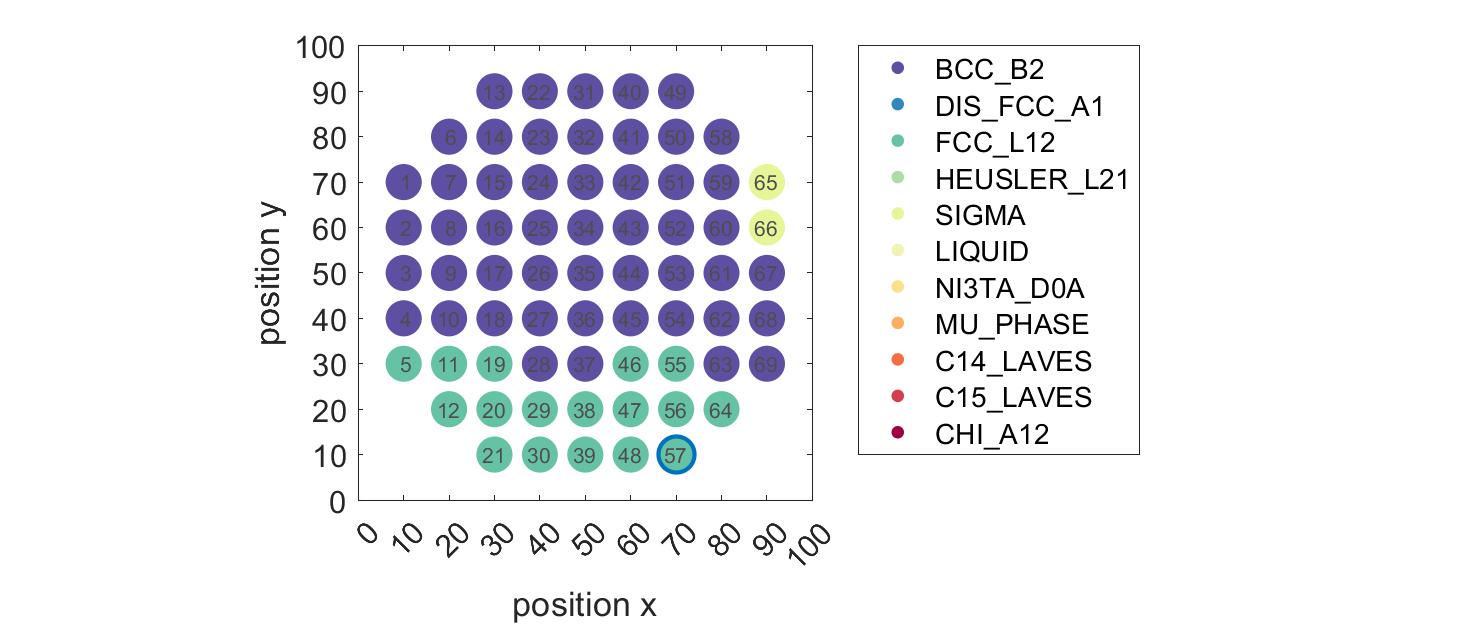 100
90
80
70
60
50
40
30
20
10
0
position y
13 22 31 40 49
6 14 23 32 41 50 58
1 7 15 24 33 42 51 59 65
2 8 16 25 34 43 52 60 66
3 9 17 26 35 44 53 61 67
4 10 18 27 36 45 54 62 68
5 11 19 28 37 46 55 63 69
12 20 29 38 47 56 64
21 30 39 48 57
0 10 20 30 40 50 60 70 80 90 100
position x
BCC_B2
DIS_FCC_A1
FCC_L12
HEUSLER_L21
SIGMA
LIQUID
NI3TA_D0A
MU_PHASE
C14_LAVES
C15_LAVES
CHI_A12